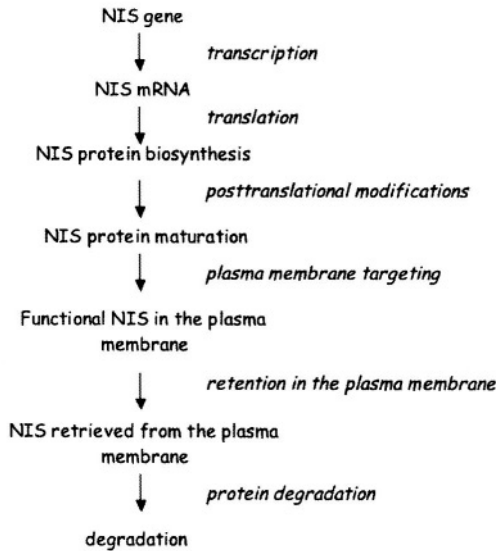 NIS gene
transcription
NIS mRNA
translation
NIS protein biosynthesis
posttranslational modifications
NIS protein maturation
plasma membrane targeting
Functional NIS in the plasma
membrane
retention in the plasma membrane
NIS retrieved from the plasma
membrane
protein degradation
degradation